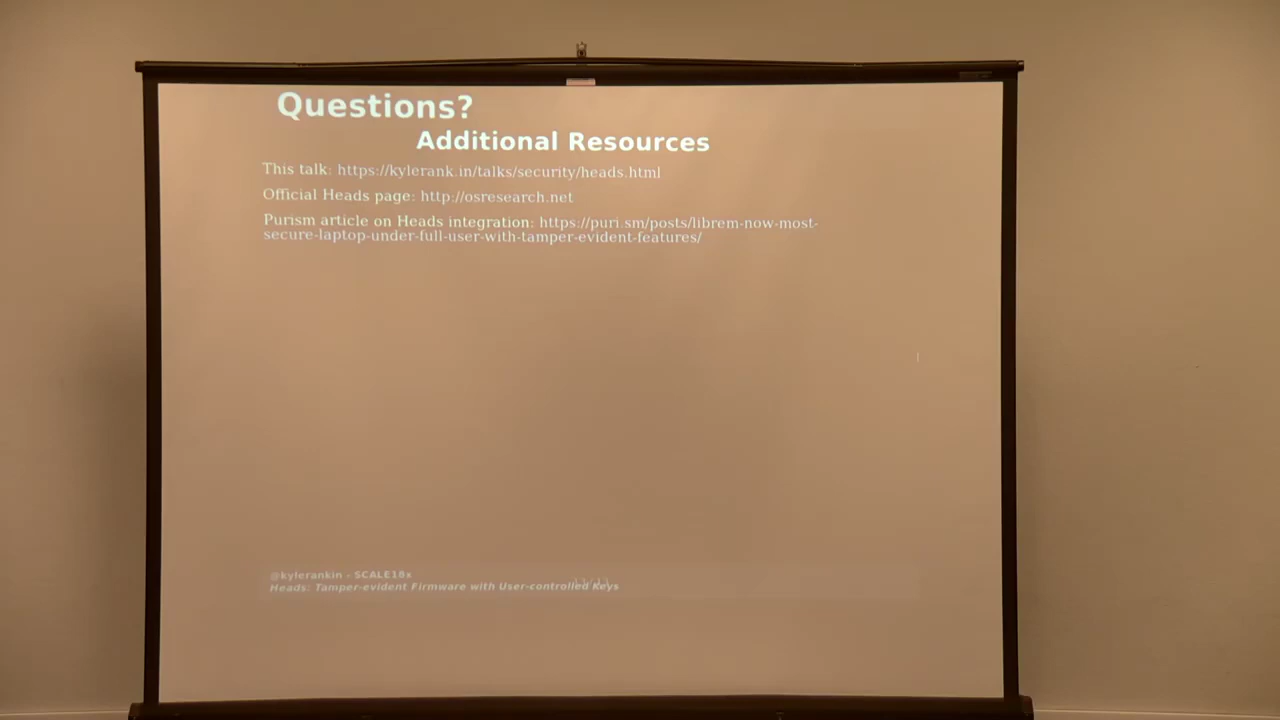 Questions?
Additional Resources
This talk: https://kylerank.in/talks/security/heads.html
Official Heads page: http://osresearch.net
Purism article on Heads integration: https://puri.sm/posts/librem-now-most-
secure-laptop-under-full-user-with-tamper-evident-features/
@kylerankin - SCALE16x
Heads: Tamper-evident Firmware with User-controlled Keys